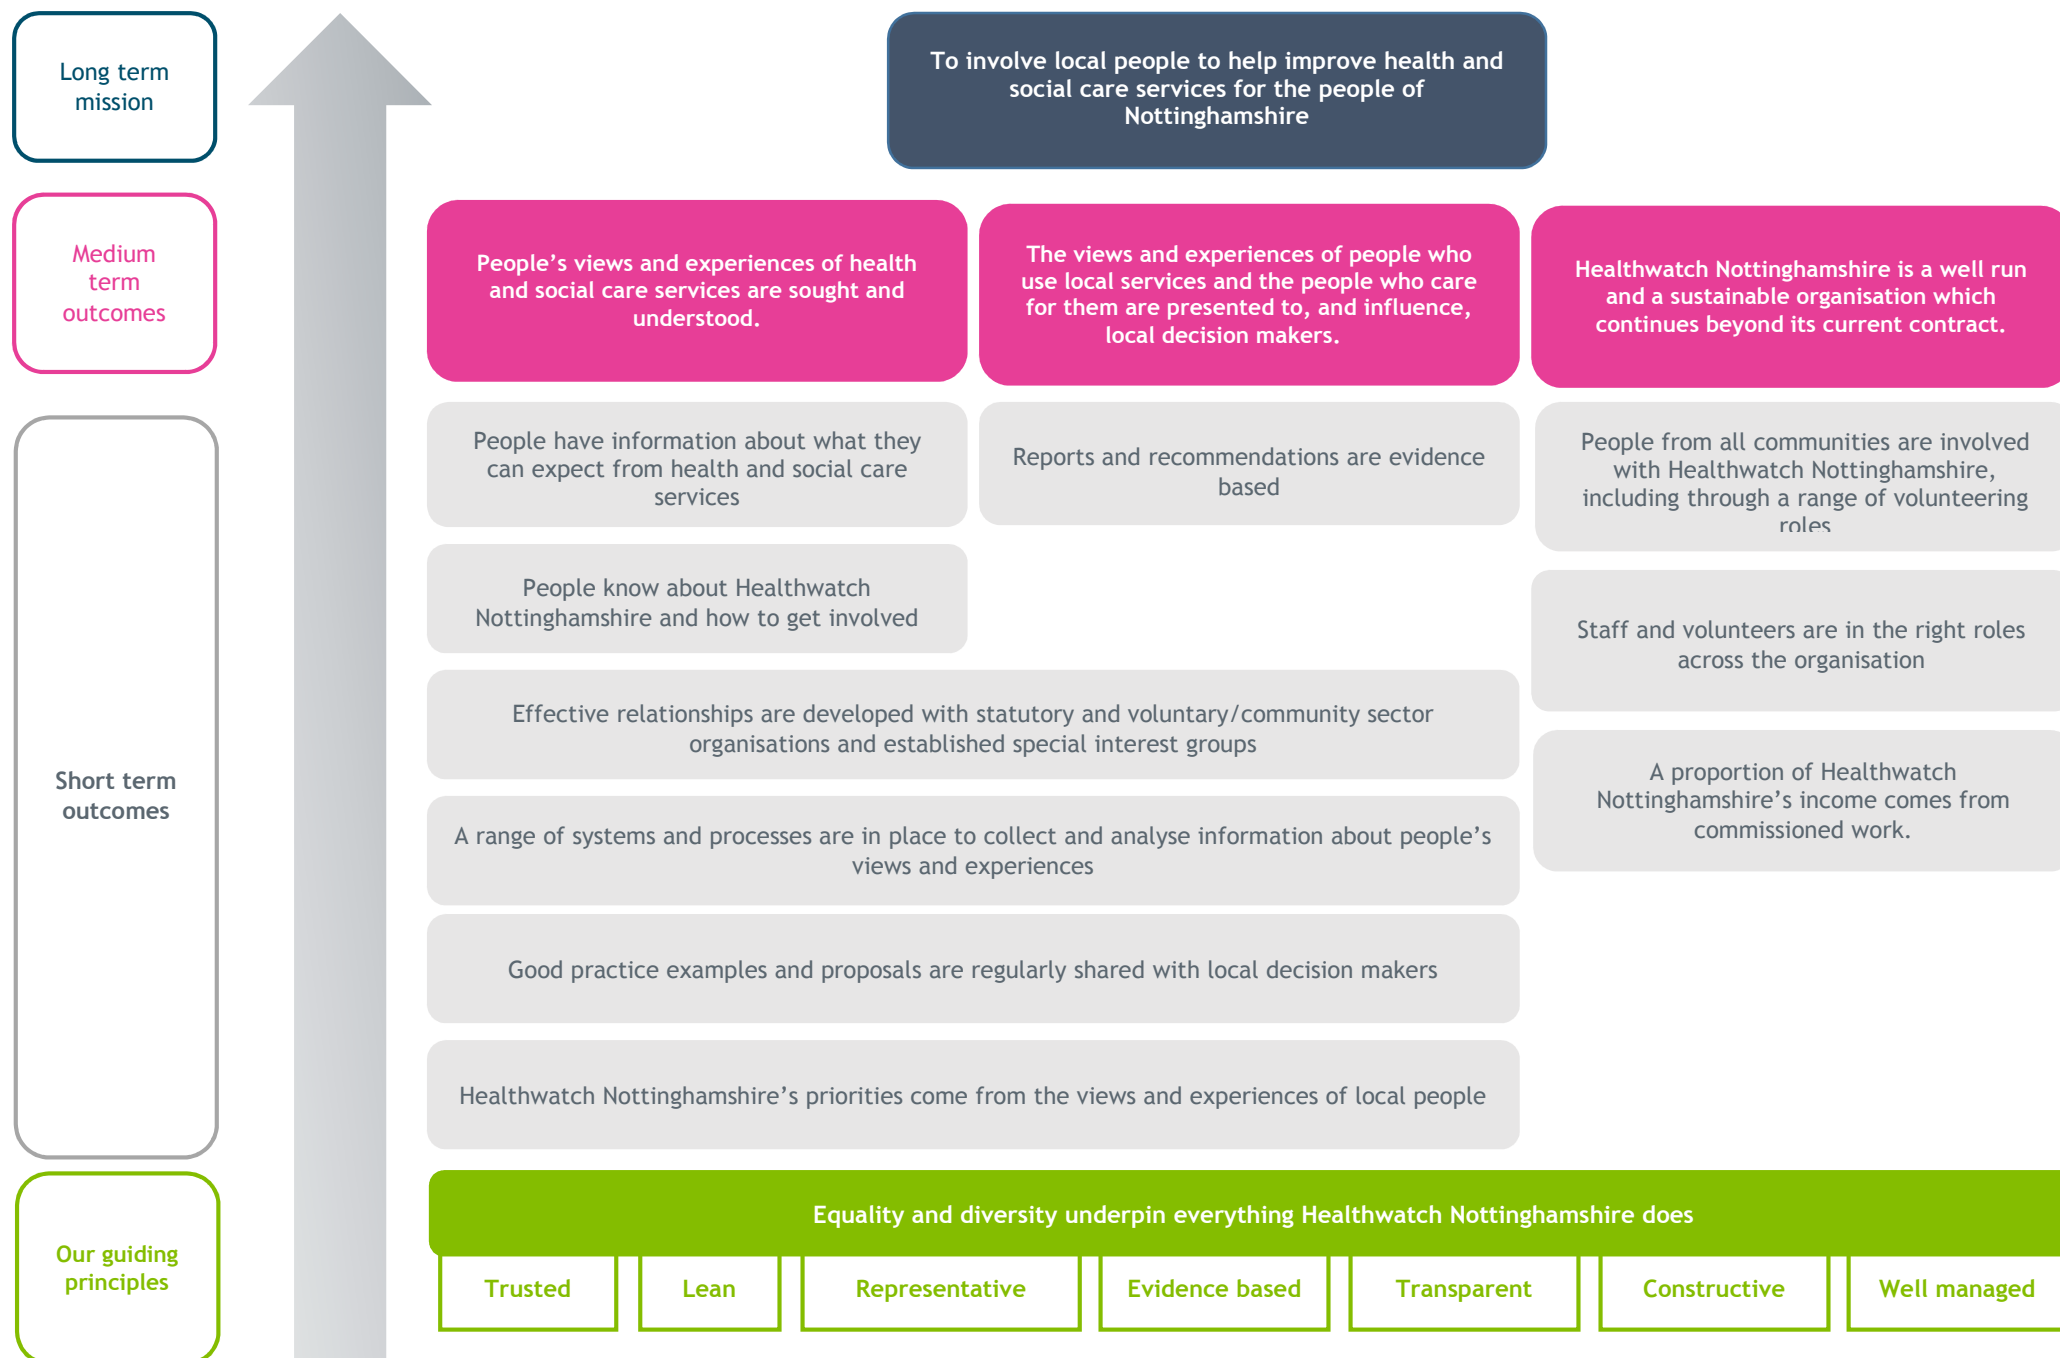 Long term
mission
To involve local people to help improve health and
social care services for the people of
Nottinghamshire
Medium
term
outcomes
People’s views and experiences of health
and social care services are sought and
understood.
The views and experiences of people who
use local services and the people who care
for them are presented to, and influence,
local decision makers.
Healthwatch Nottinghamshire is a well run
and a sustainable organisation which
continues beyond its current contract.
Short term
outcomes
People have information about what they
can expect from health and social care
services
Reports and recommendations are evidence
based
People from all communities are involved
with Healthwatch Nottinghamshire,
including through a range of volunteering
roles
People know about Healthwatch
Nottinghamshire and how to get involved
Staff and volunteers are in the right roles
across the organisation
Effective relationships are developed with statutory and voluntary/community sector
organisations and established special interest groups
A proportion of Healthwatch
Nottinghamshire’s income comes from
commissioned work.
A range of systems and processes are in place to collect and analyse information about people’s
views and experiences
Good practice examples and proposals are regularly shared with local decision makers
Healthwatch Nottinghamshire’s priorities come from the views and experiences of local people
Our guiding
principles
Equality and diversity underpin everything Healthwatch Nottinghamshire does
Trusted
Lean
Representative
Evidence based
Transparent
Constructive
Well managed